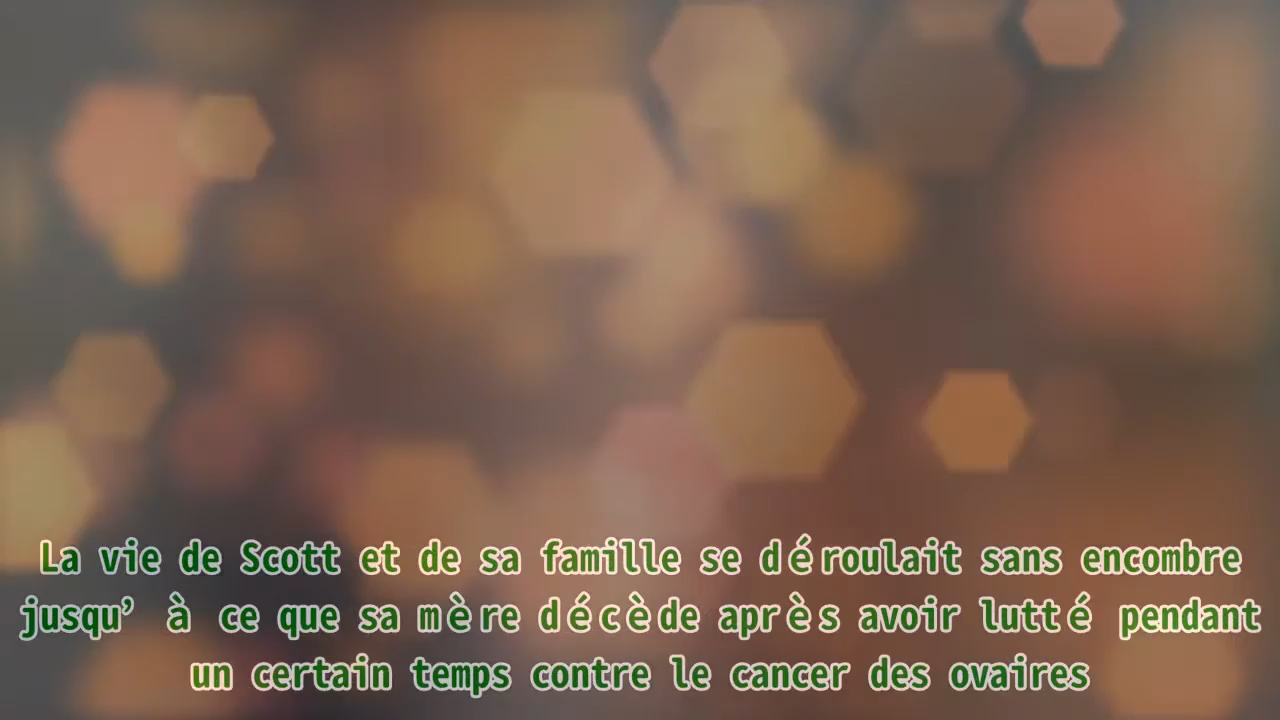 La vie de Scott et de sa famille se déroulait sans encombre
jusqu’à ce que sa mère décède après avoir lutté pendant
un certain temps contre le cancer des ovaires